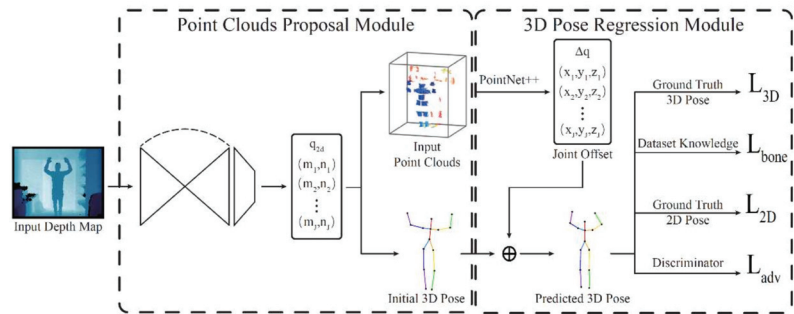 Point Clouds Proposal Module
3D Pose Regression Module
Input Depth Map
q2d
(m1,n1)
(m2,n2)
⋮
(mJ,nJ)
Input
Point Clouds
Initial 3D Pose
PointNet++
Δq
(x1,y1,z1)
(x2,y2,z2)
⋮
(xJ,yJ,zJ)
Joint Offset
⊕
Predicted 3D Pose
Ground Truth
3D Pose
L3D
Dataset Knowledge
Lbone
Ground Truth
2D Pose
L2D
Discriminator
Ladv